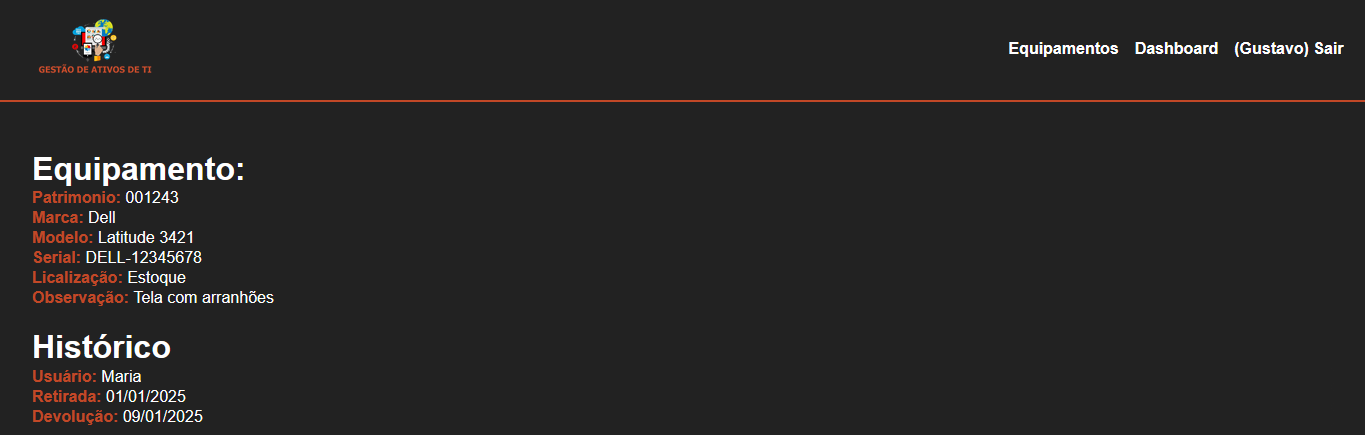 GESTÃO DE ATIVOS DE TI
Equipamentos Dashboard (Gustavo) Sair
Equipamento:
Patrimonio: 001243
Marca: Dell
Modelo: Latitude 3421
Serial: DELL-12345678
Licalização: Estoque
Observação: Tela com arranhões
Histórico
Usuário: Maria
Retirada: 01/01/2025
Devolução: 09/01/2025